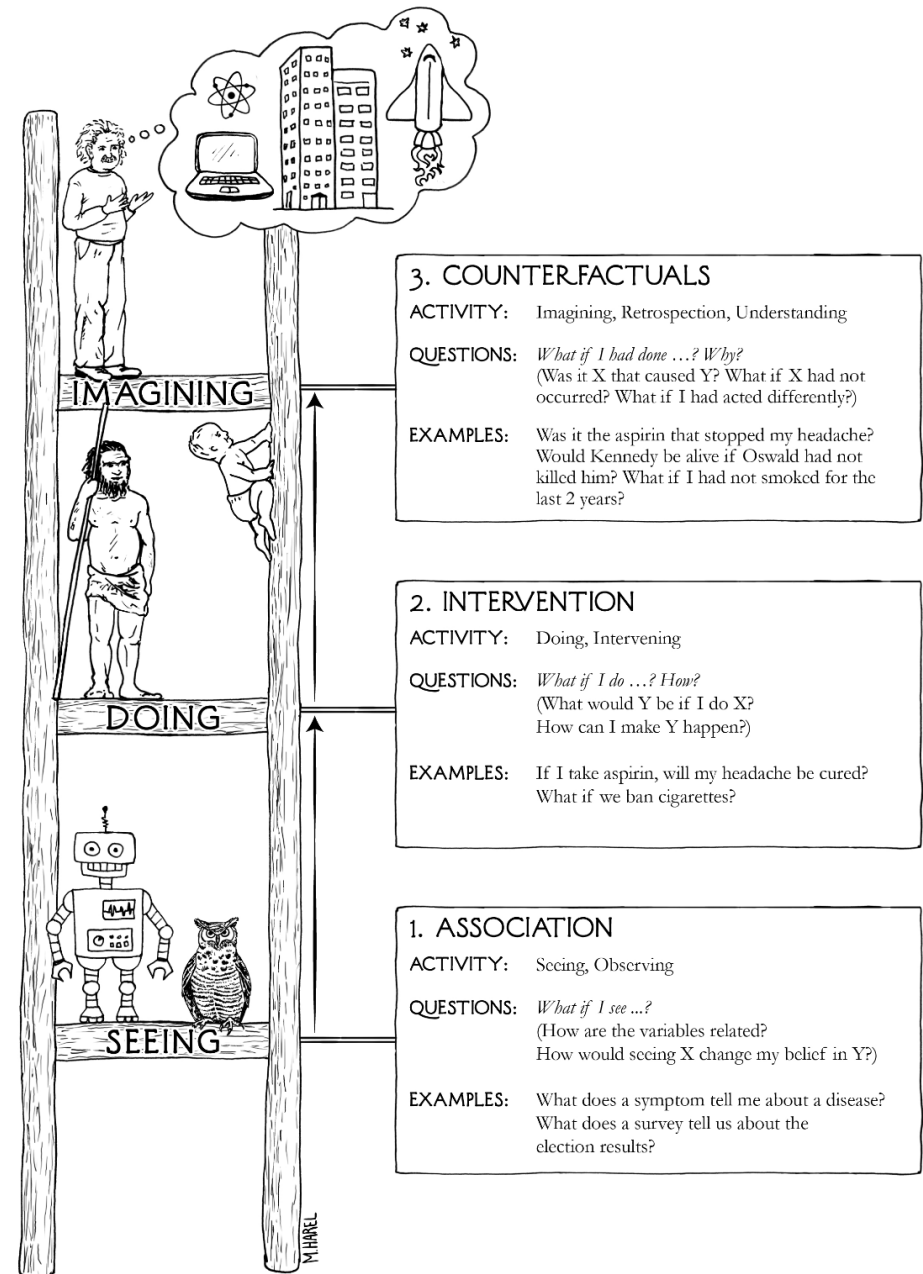 3. COUNTERFACTUALS
ACTIVITY: Imagining, Retrospection, Understanding
QUESTIONS: What if I had done …? Why?
(Was it X that caused Y? What if X had not
occurred? What if I had acted differently?)
EXAMPLES: Was it the aspirin that stopped my headache?
Would Kennedy be alive if Oswald had not
killed him? What if I had not smoked for the
last 2 years?
IMAGINING
2. INTERVENTION
ACTIVITY: Doing, Intervening
QUESTIONS: What if I do …? How?
(What would Y be if I do X?
How can I make Y happen?)
EXAMPLES: If I take aspirin, will my headache be cured?
What if we ban cigarettes?
DOING
1. ASSOCIATION
ACTIVITY: Seeing, Observing
QUESTIONS: What if I see ...?
(How are the variables related?
How would seeing X change my belief in Y?)
EXAMPLES: What does a symptom tell me about a disease?
What does a survey tell us about the
election results?
SEEING
M.HAREL